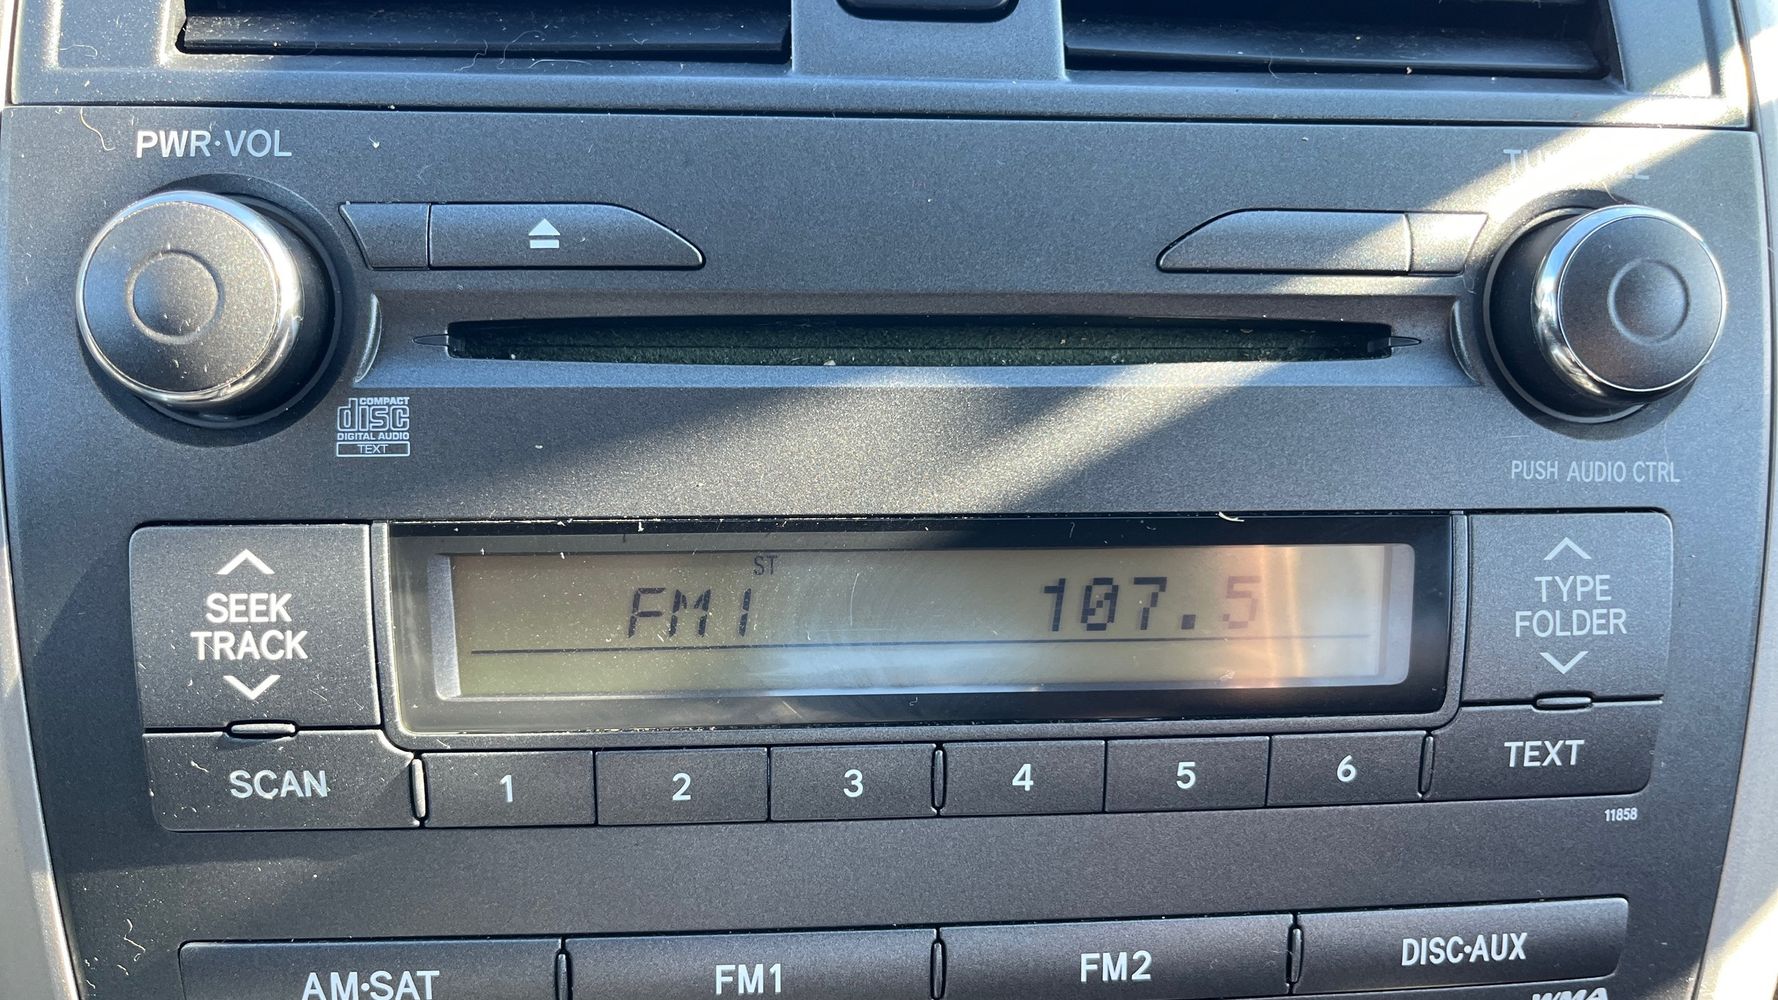 PWR·VOL
COMPACT
disc
DIGITAL AUDIO
TEXT
PUSH AUDIO CTRL
SEEK
TRACK
ST
FM1
107.5
TYPE
FOLDER
SCAN
1
2
3
4
5
6
TEXT
11858
AM·SAT
FM1
FM2
DISC·AUX
WMA